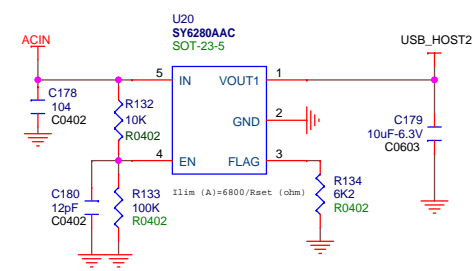 U20
SY6280AAC
SOT-23-5
ACIN
USB_HOST2
5
IN
VOUT1
1
C178
104
C0402
R132
10K
R0402
GND
2
C179
10uF-6.3V
C0603
4
EN
FLAG
3
C180
12pF
C0402
R133
100K
R0402
Ilim (A)=6800/Rset (ohm)
R134
6K2
R0402